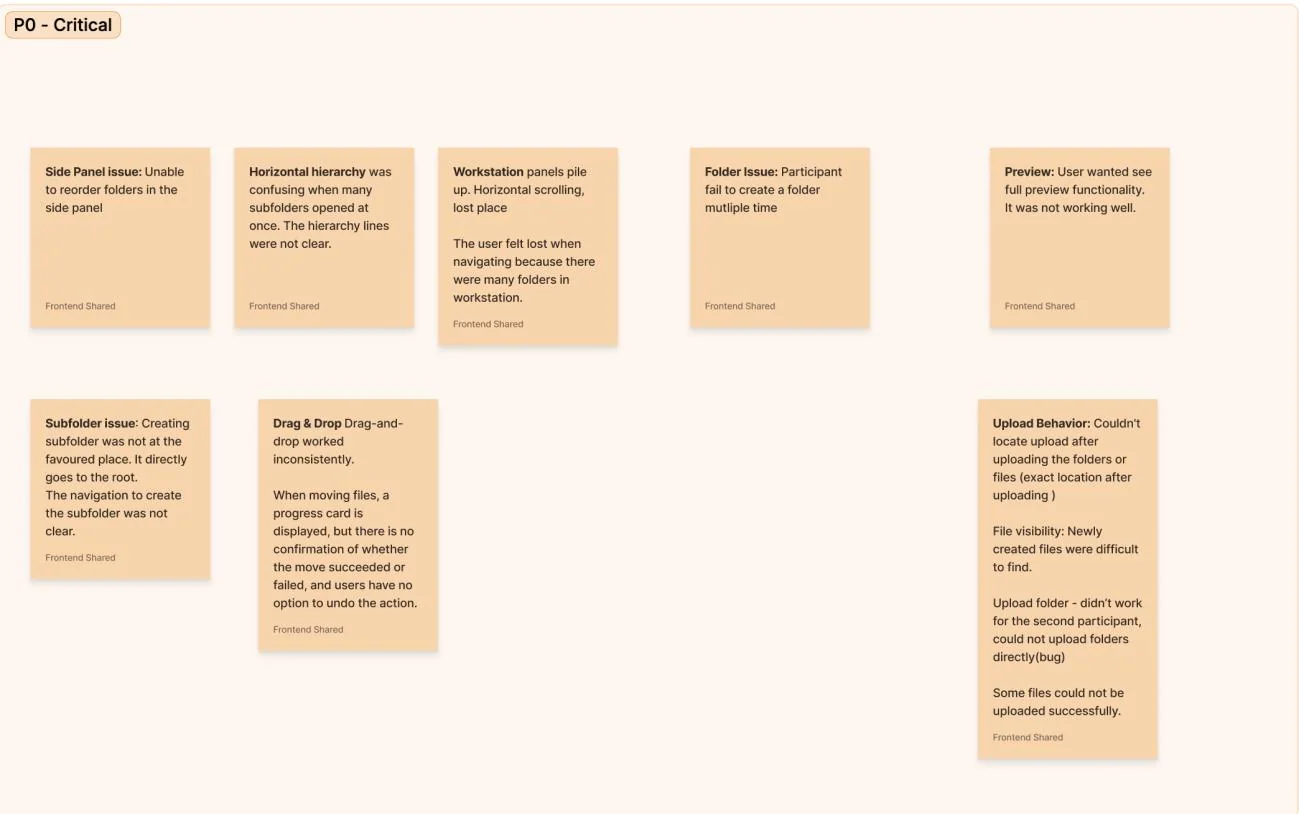 P0 - Critical
Side Panel issue: Unable
to reorder folders in the
side panel
Frontend Shared
Horizontal hierarchy was
confusing when many
subfolders opened at
once. The hierarchy lines
were not clear.
Frontend Shared
Workstation panels pile
up. Horizontal scrolling,
lost place
The user felt lost when
navigating because there
were many folders in
workstation.
Frontend Shared
Folder Issue: Participant
fail to create a folder
mutliple time
Frontend Shared
Preview: User wanted see
full preview functionality.
It was not working well.
Frontend Shared
Subfolder issue: Creating
subfolder was not at the
favoured place. It directly
goes to the root.
The navigation to create
the subfolder was not
clear.
Frontend Shared
Drag & Drop Drag-and-
drop worked
inconsistently.
When moving files, a
progress card is
displayed, but there is no
confirmation of whether
the move succeeded or
failed, and users have no
option to undo the action.
Frontend Shared
Upload Behavior: Couldn't
locate upload after
uploading the folders or
files (exact location after
uploading )
File visibility: Newly
created files were difficult
to find.
Upload folder - didn't work
for the second participant,
could not upload folders
directly(bug)
Some files could not be
uploaded successfully.
Frontend Shared